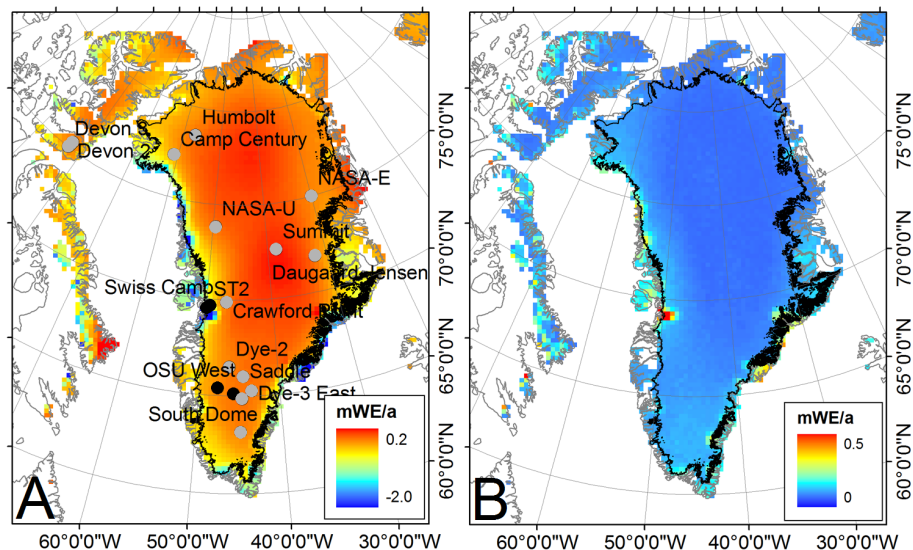 Humbolt
Devon S
Camp Century
Devon 2
NASA-E
NASA-U
Summit
Daugaard-Jensen
Swiss Camp
ST2
Crawford Point
Dye-2
OSU West
Saddle
Dye-3 East
South Dome
mWE/a
0.2
-2.0
A
60°0'0"W
50°0'0"W
40°0'0"W
30°0'0"W
75°0'0"N
70°0'0"N
65°0'0"N
60°0'0"N
mWE/a
0.5
0
B
60°0'0"W
50°0'0"W
40°0'0"W
30°0'0"W
75°0'0"N
70°0'0"N
65°0'0"N
60°0'0"N